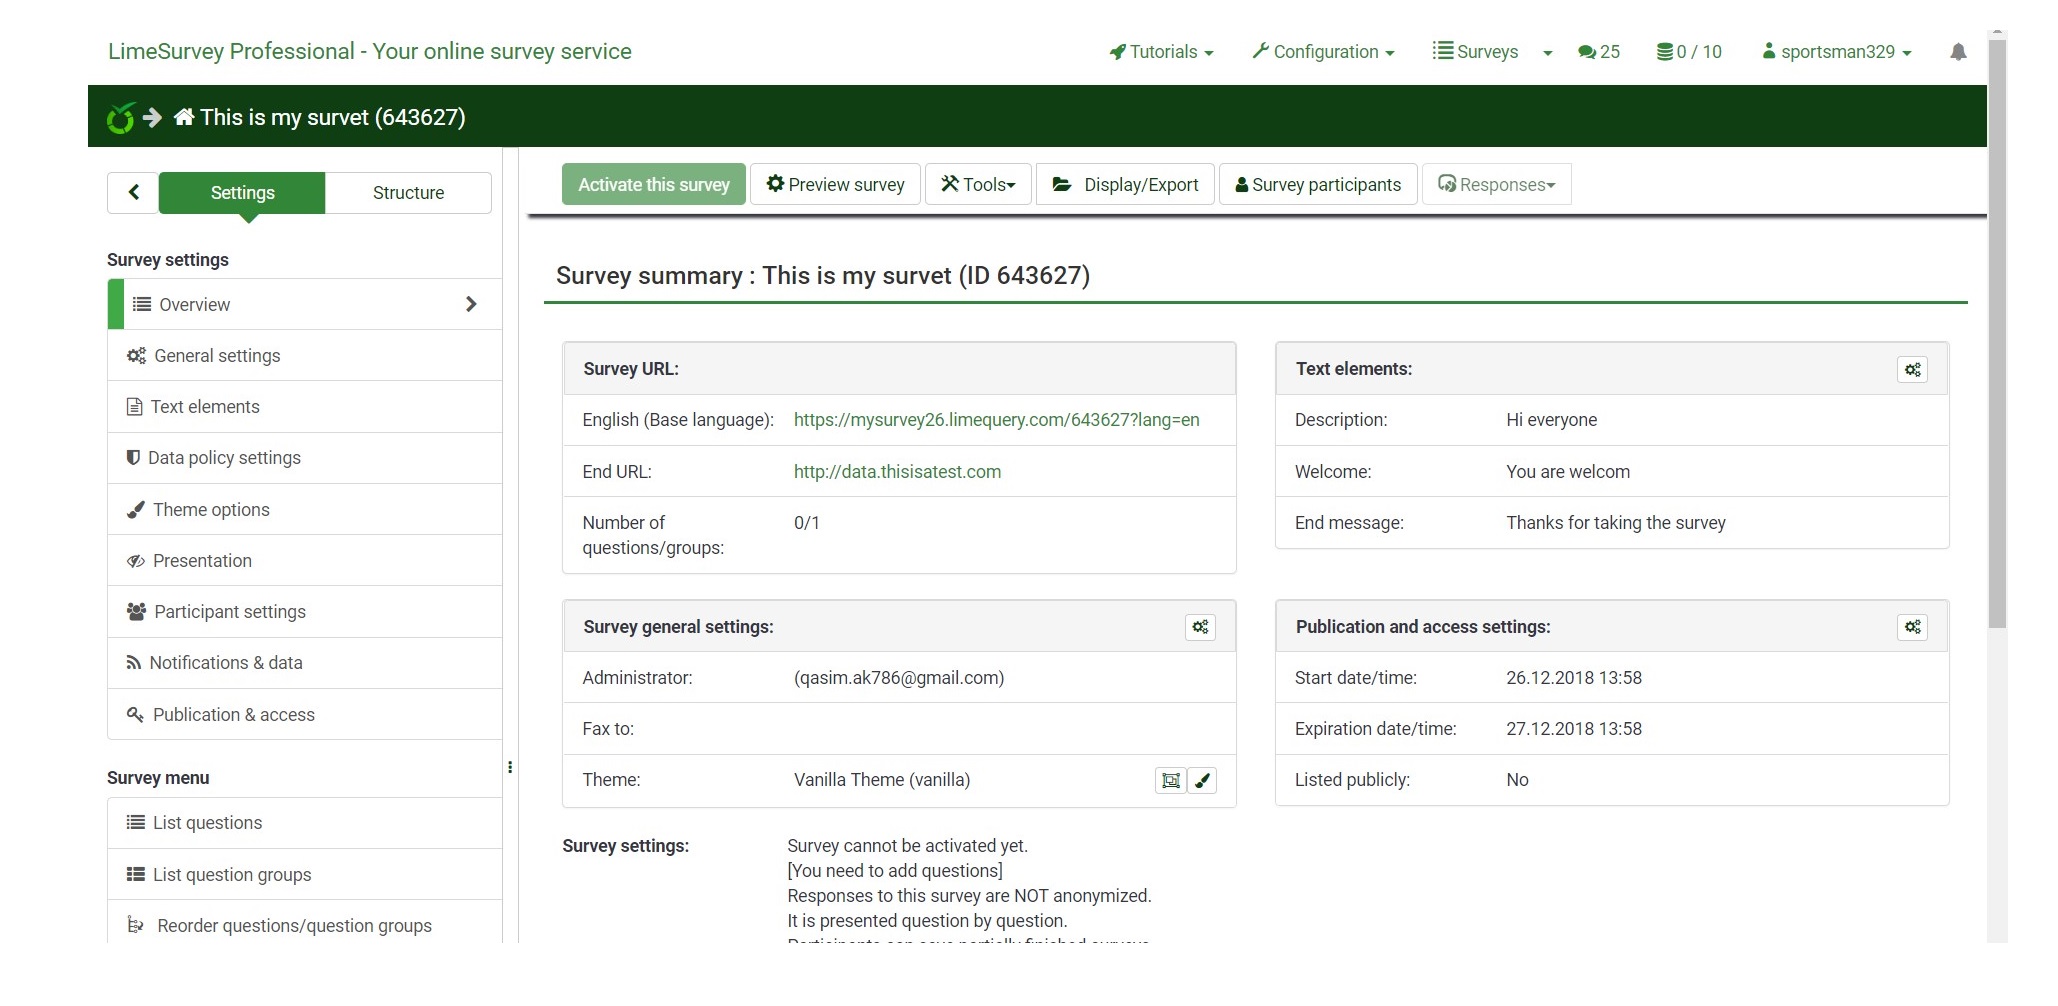 LimeSurvey Professional - Your online survey service
Tutorials
Configuration
Surveys
25
0 / 10
sportsman329
This is my survet (643627)
Settings
Structure
Activate this survey
Preview survey
Tools
Display/Export
Survey participants
Responses
Survey settings
Overview
General settings
Text elements
Data policy settings
Theme options
Presentation
Participant settings
Notifications & data
Publication & access
Survey menu
List questions
List question groups
Reorder questions/question groups
Survey summary : This is my survet (ID 643627)
Survey URL:
English (Base language): https://mysurvey26.limequery.com/643627?lang=en
End URL: http://data.thisisatest.com
Number of 0/1
questions/groups:
Text elements:
Description: Hi everyone
Welcome: You are welcom
End message: Thanks for taking the survey
Survey general settings:
Administrator: (qasim.ak786@gmail.com)
Fax to:
Theme: Vanilla Theme (vanilla)
Publication and access settings:
Start date/time: 26.12.2018 13:58
Expiration date/time: 27.12.2018 13:58
Listed publicly: No
Survey settings: Survey cannot be activated yet.
[You need to add questions]
Responses to this survey are NOT anonymized.
It is presented question by question.
Participants can save partially finished surveys